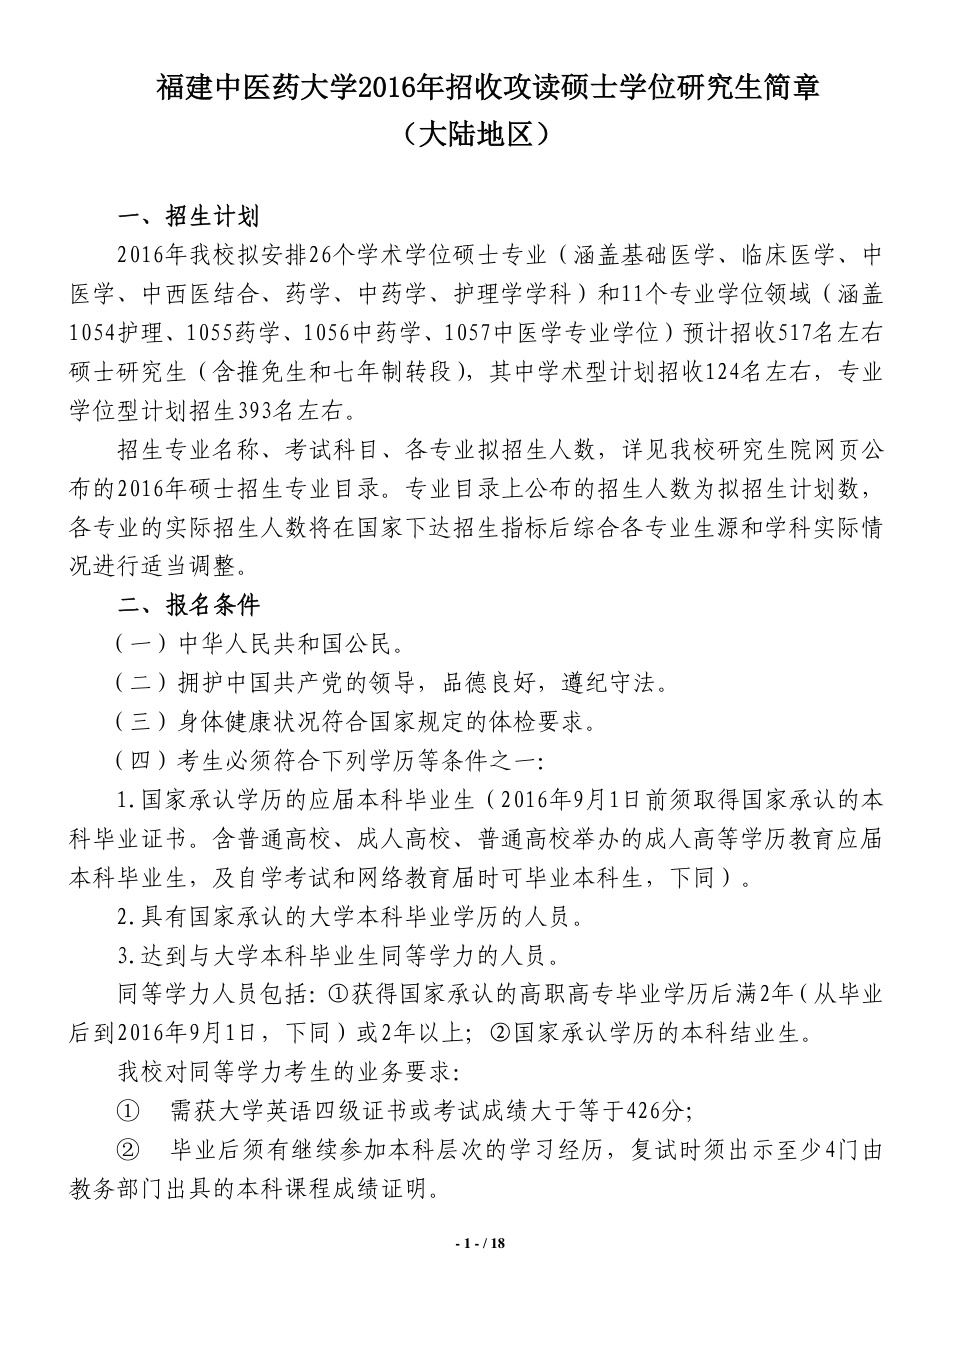 福建中医药大学2016年招收攻读硕士学位研究生简章
（大陆地区）
一、招生计划
2016年我校拟安排26个学术学位硕士专业（涵盖基础医学、临床医学、中
医学、中西医结合、药学、中药学、护理学学科）和11个专业学位领域（涵盖
1054护理、1055药学、1056中药学、1057中医学专业学位）预计招收517名左右
硕士研究生（含推免生和七年制转段），其中学术型计划招收124名左右，专业
学位型计划招生393名左右。
招生专业名称、考试科目、各专业拟招生人数，详见我校研究生院网页公
布的2016年硕士招生专业目录。专业目录上公布的招生人数为拟招生计划数，
各专业的实际招生人数将在国家下达招生指标后综合各专业生源和学科实际情
况进行适当调整。
二、报名条件
（一）中华人民共和国公民。
（二）拥护中国共产党的领导，品德良好，遵纪守法。
（三）身体健康状况符合国家规定的体检要求。
（四）考生必须符合下列学历等条件之一：
1.国家承认学历的应届本科毕业生（2016年9月1日前须取得国家承认的本
科毕业证书。含普通高校、成人高校、普通高校举办的成人高等学历教育应届
本科毕业生，及自学考试和网络教育届时可毕业本科生，下同）。
2.具有国家承认的大学本科毕业学历的人员。
3.达到与大学本科毕业生同等学力的人员。
同等学力人员包括：①获得国家承认的高职高专毕业学历后满2年（从毕业
后到2016年9月1日，下同）或2年以上；②国家承认学历的本科结业生。
我校对同等学力考生的业务要求：
① 需获大学英语四级证书或考试成绩大于等于426分；
② 毕业后须有继续参加本科层次的学习经历，复试时须出示至少4门由
教务部门出具的本科课程成绩证明。
- 1 - / 18